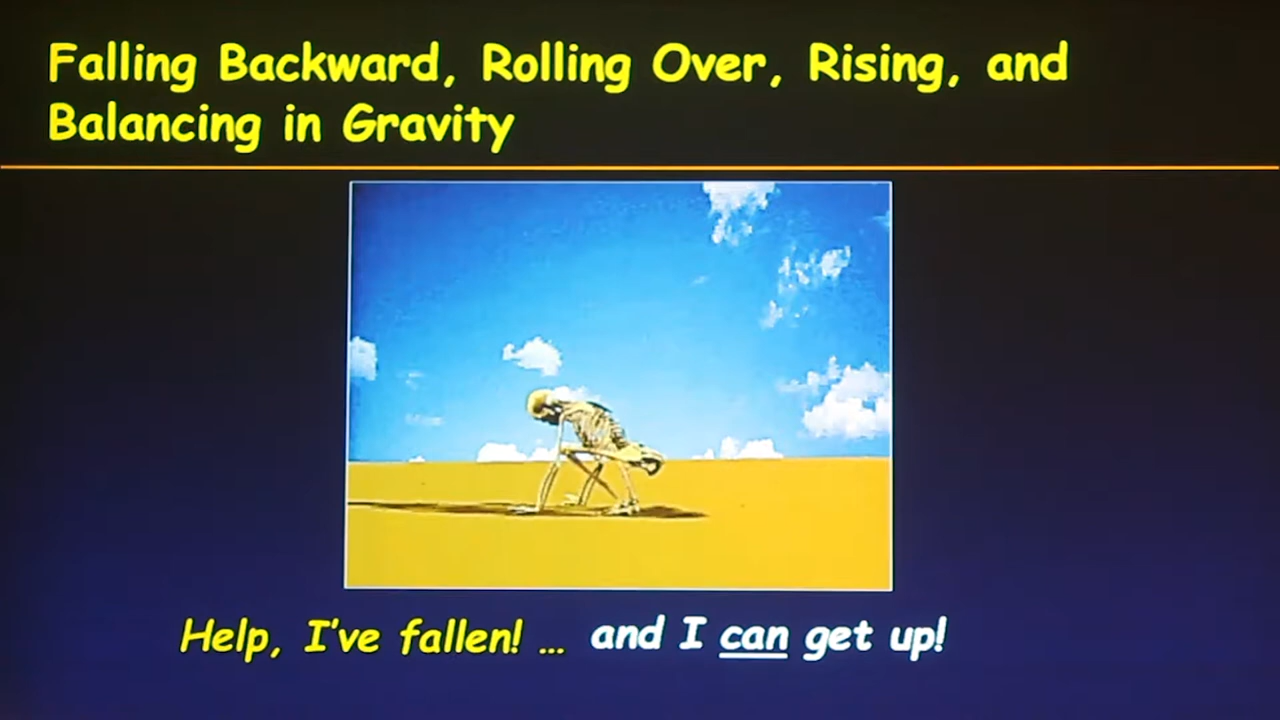 Falling Backward, Rolling Over, Rising, and
Balancing in Gravity
Help, I've fallen! ... and I can get up!